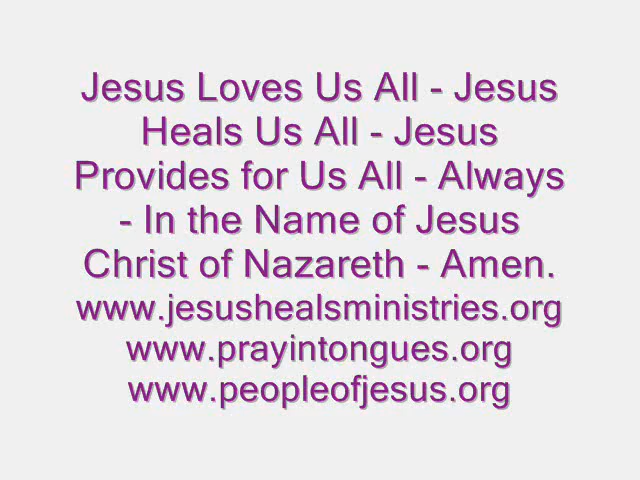 Jesus Loves Us All - Jesus
Heals Us All - Jesus
Provides for Us All - Always
- In the Name of Jesus
Christ of Nazareth - Amen.
www.jesushealsministries.org
www.prayintongues.org
www.peopleofjesus.org